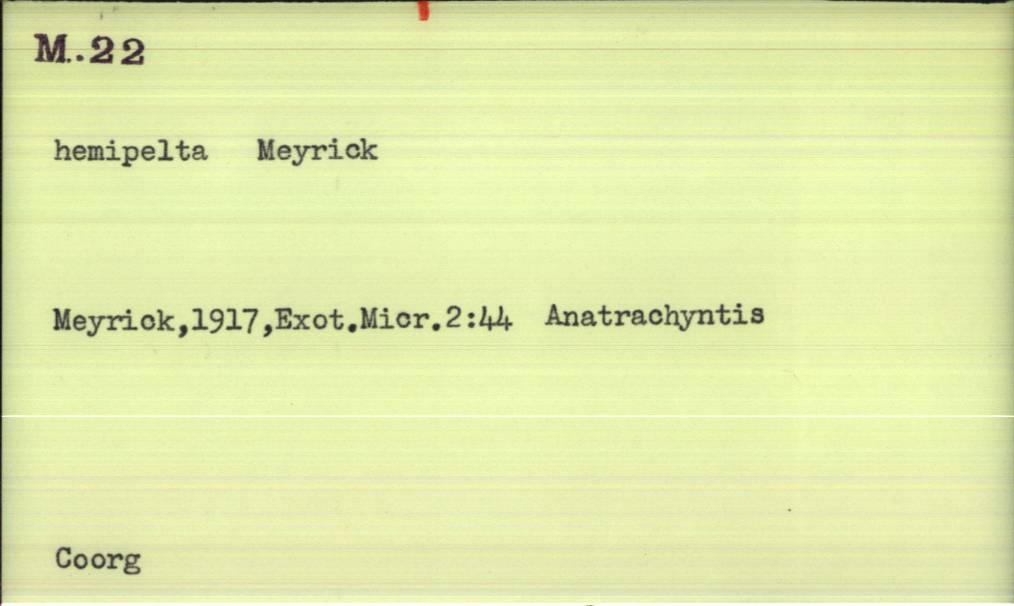 M.22
hemipelta Meyrick
Meyrick,1917,Exot.Micr.2:44 Anatrachyntis
Coorg